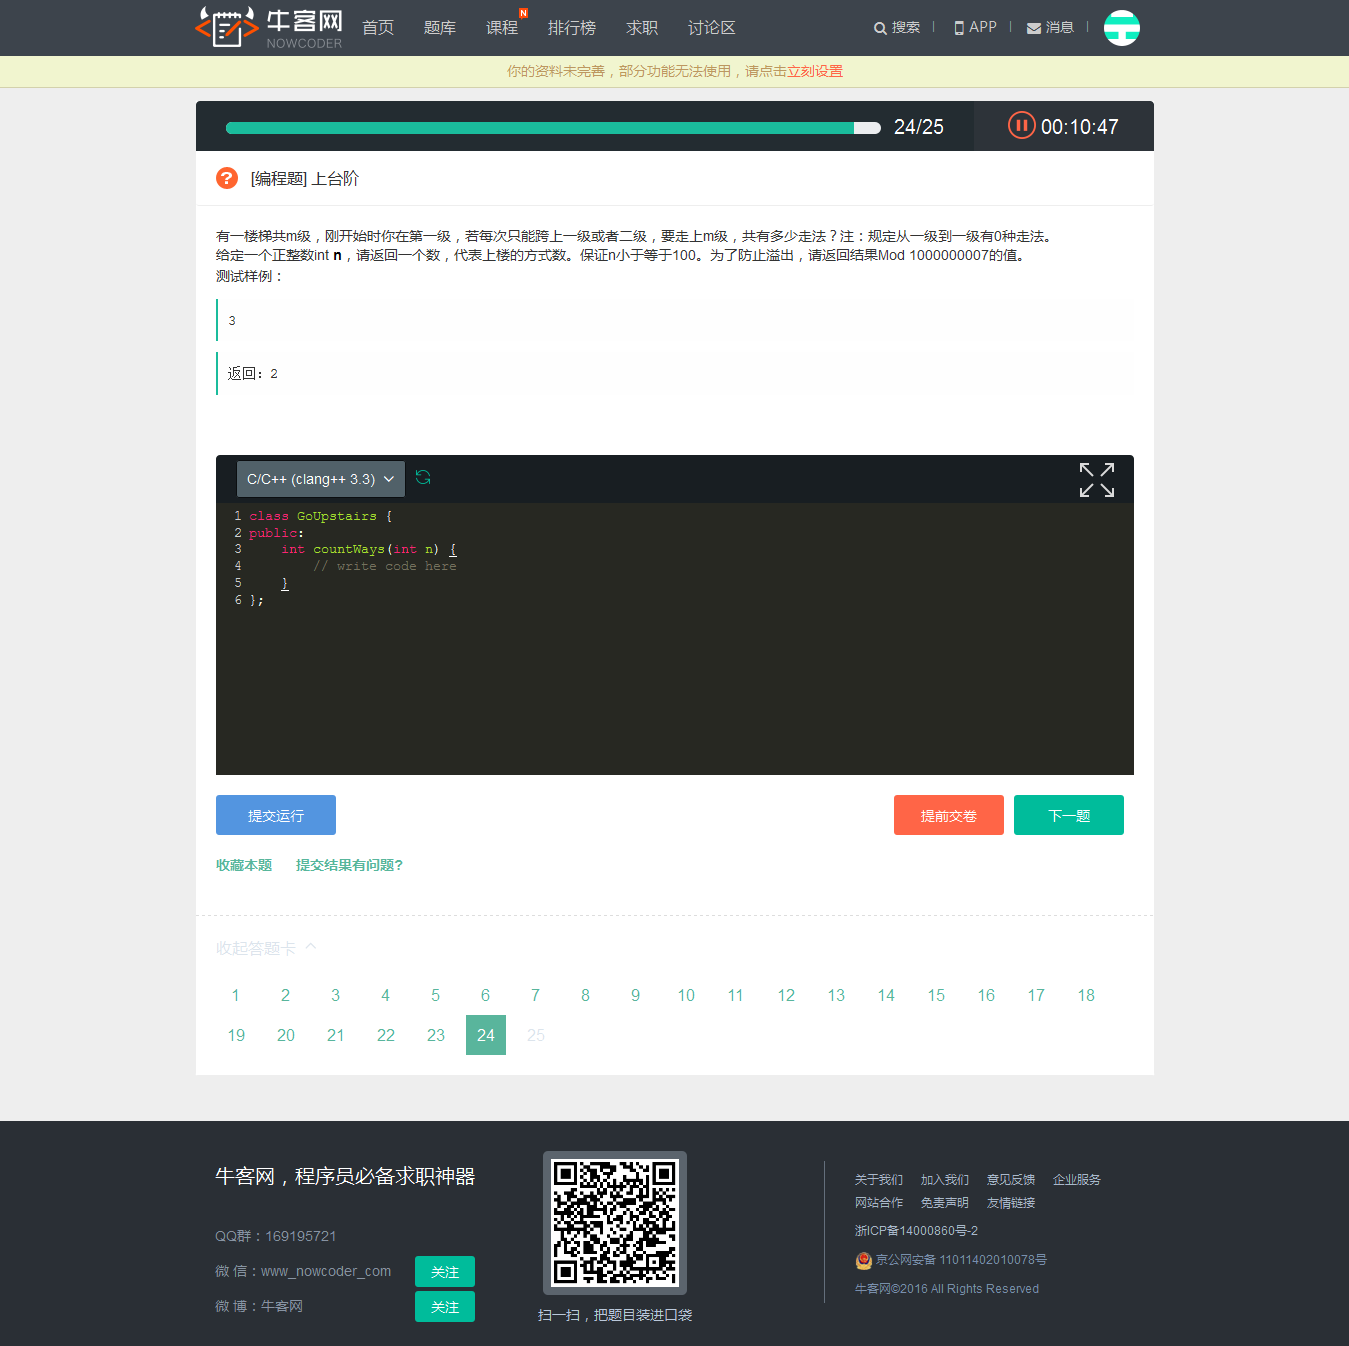 牛客网
NOWCODER
首页 题库 课程 N 排行榜 求职 讨论区 搜索 APP 消息
你的资料未完善，部分功能无法使用，请点击立刻设置
24/25 00:10:47
? [编程题] 上台阶
有一楼梯共m级，刚开始时你在第一级，若每次只能跨上一级或者二级，要走上m级，共有多少走法？注：规定从一级到一级有0种走法。
给定一个正整数int n，请返回一个数，代表上楼的方式数。保证n小于等于100。为了防止溢出，请返回结果Mod 1000000007的值。
测试样例：
3
返回：2
C/C++ (clang++ 3.3)
1 class GoUpstairs {
2 public:
3     int countWays(int n) {
4         // write code here
5     }
6 };
提交运行 提前交卷 下一题
收藏本题 提交结果有问题?
收起答题卡
1 2 3 4 5 6 7 8 9 10 11 12 13 14 15 16 17 18
19 20 21 22 23 24 25
牛客网，程序员必备求职神器
QQ群：169195721
微 信：www_nowcoder_com 关注
微 博：牛客网 关注
扫一扫，把题目装进口袋
关于我们 加入我们 意见反馈 企业服务
网站合作 免责声明 友情链接
浙ICP备14000860号-2
京公网安备 11011402010078号
牛客网©2016 All Rights Reserved